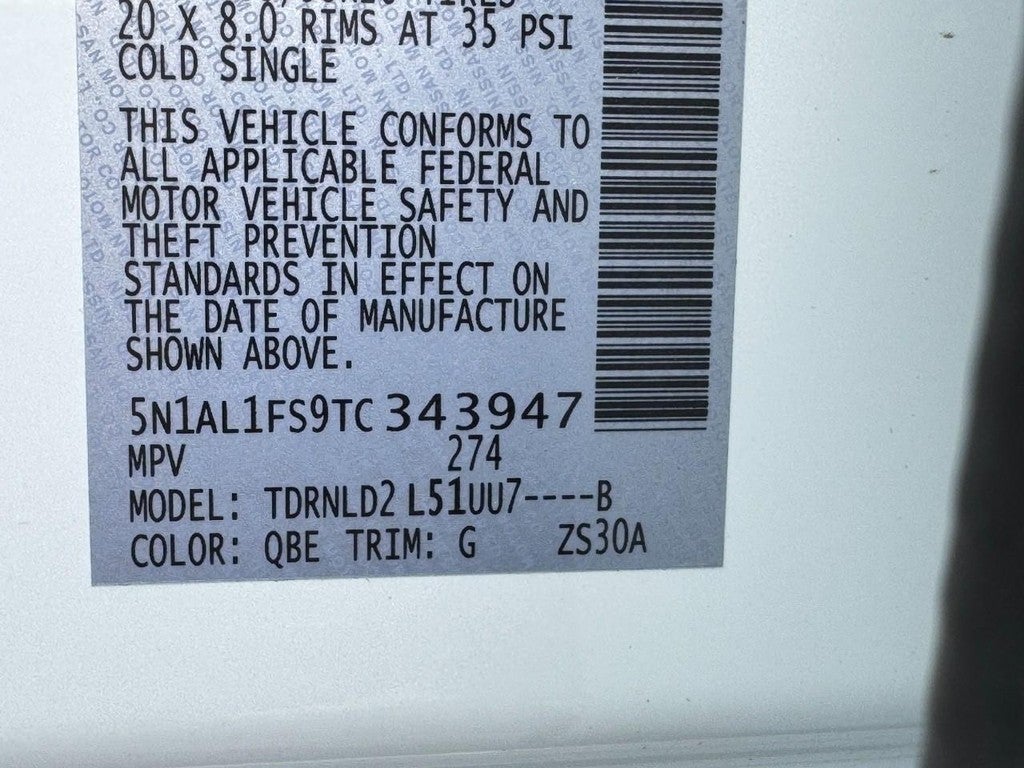 20 X 8.0 RIMS AT 35 PSI
COLD SINGLE
THIS VEHICLE CONFORMS TO
ALL APPLICABLE FEDERAL
MOTOR VEHICLE SAFETY AND
THEFT PREVENTION
STANDARDS IN EFFECT ON
THE DATE OF MANUFACTURE
SHOWN ABOVE.
5N1AL1FS9TC343947
MPV 274
MODEL: TDRNLD2 L51UU7----B
COLOR: QBE TRIM: G ZS30A